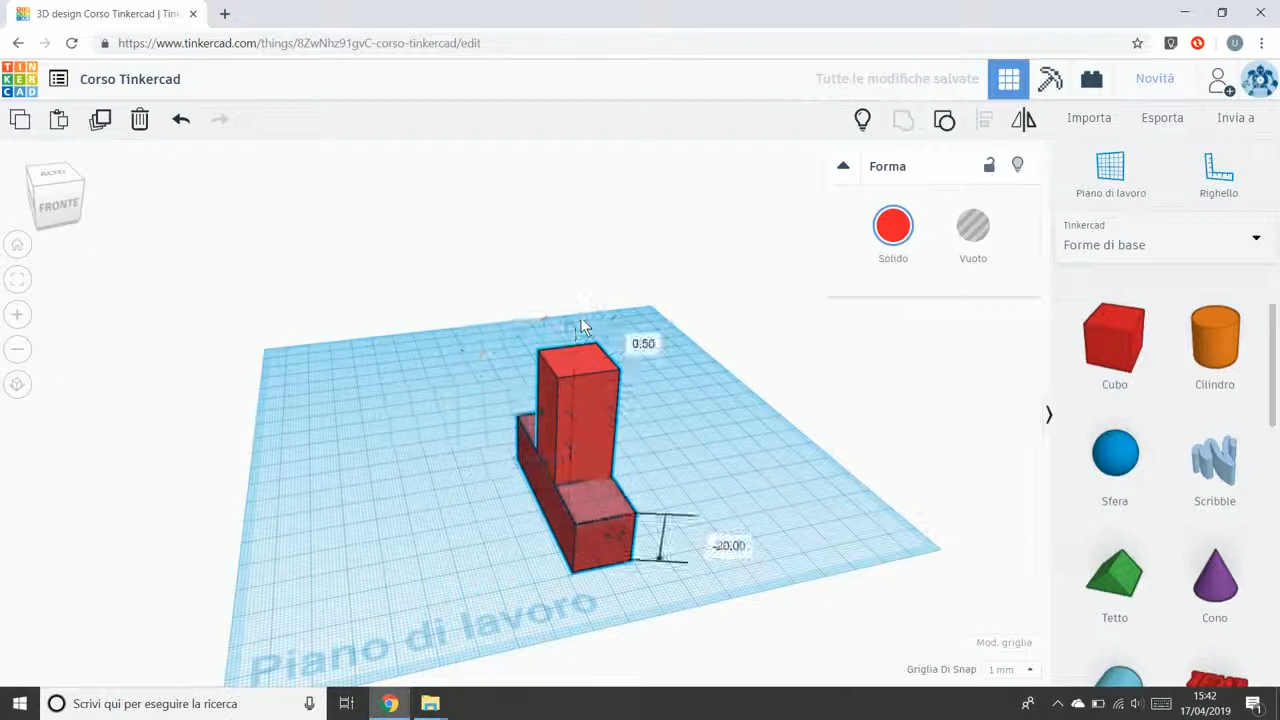 3D design Corso Tinkercad | Tink
https://www.tinkercad.com/things/8ZwNhz91gvC-corso-tinkercad/edit
U
TIN
KER
CAD
Corso Tinkercad
Tutte le modifiche salvate
Novità
Importa
Esporta
Invia a
ALTO
FRONTE
Forma
Solido
Vuoto
Piano di lavoro
Righello
Tinkercad
Forme di base
Cubo
Cilindro
Sfera
Scribble
Tetto
Cono
0.50
-20.00
Piano di lavoro
Mod. griglia
Griglia Di Snap
1 mm
Scrivi qui per eseguire la ricerca
15:42
17/04/2019
1